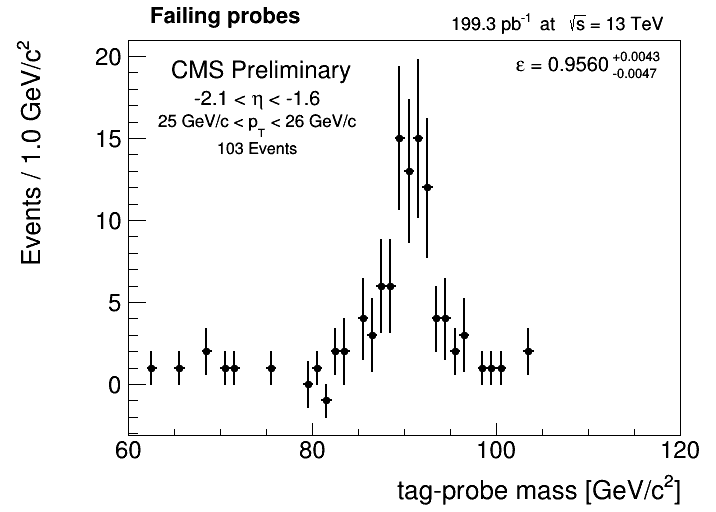 Failing probes
199.3 pb⁻¹ at √s = 13 TeV
CMS Preliminary
-2.1 < η < -1.6
25 GeV/c < p_T < 26 GeV/c
103 Events
ε = 0.9560 +0.0043 -0.0047
Events / 1.0 GeV/c²
20
15
10
5
0
60 80 100 120
tag-probe mass [GeV/c²]